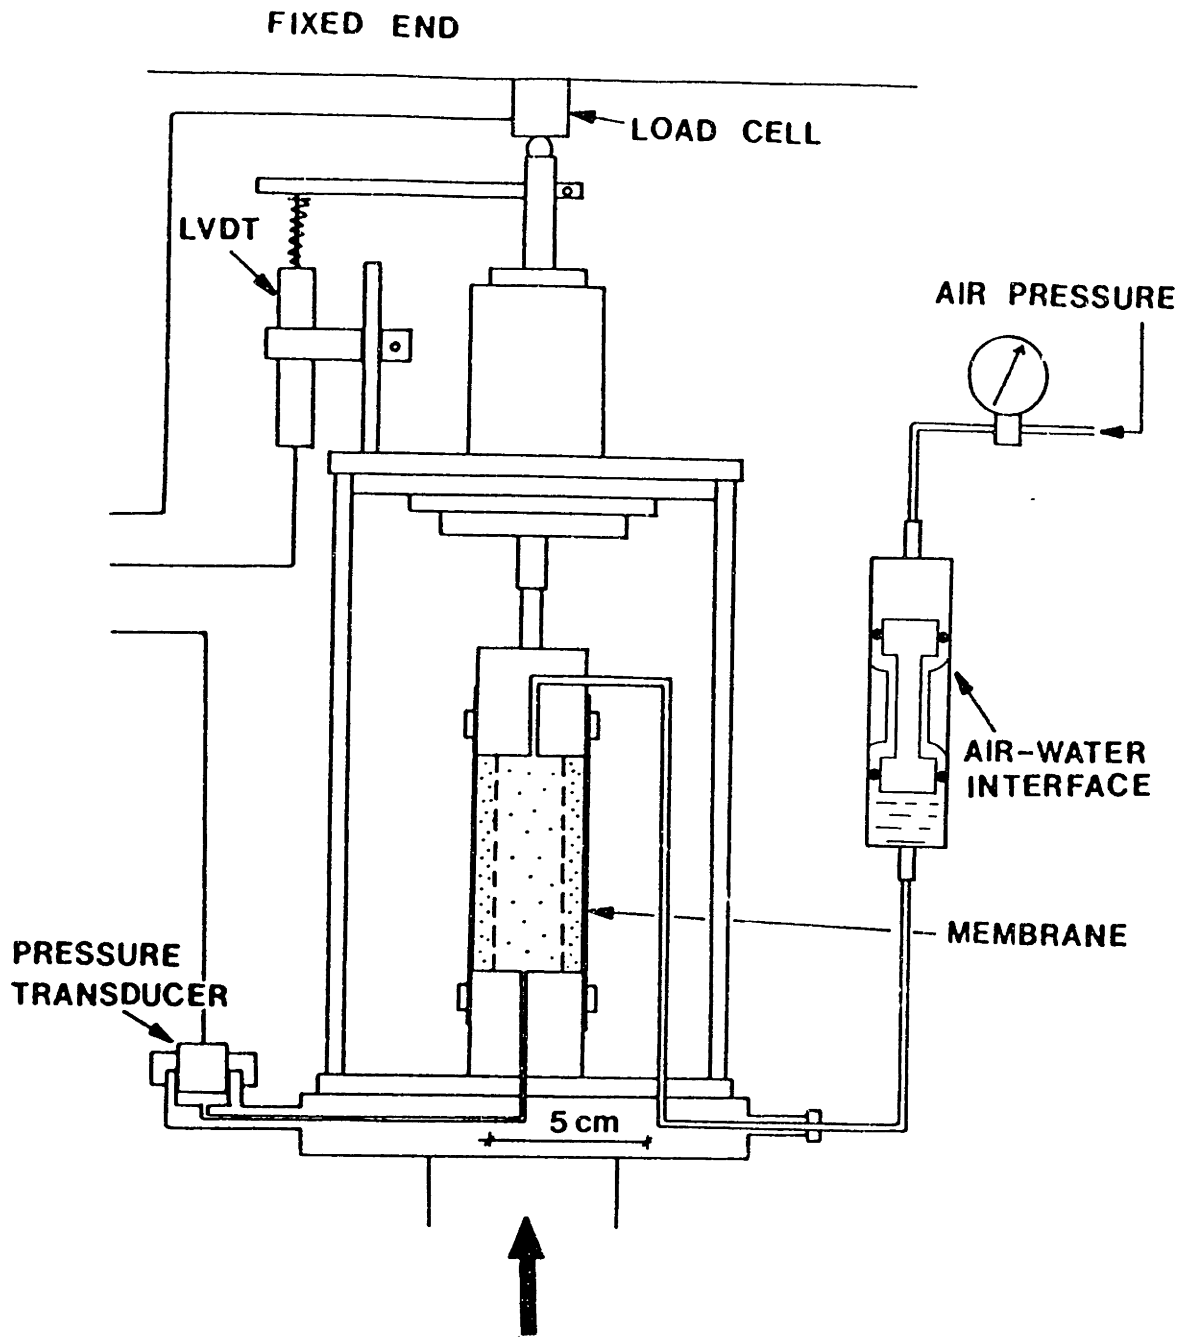 FIXED END
LOAD CELL
LVDT
AIR PRESSURE
AIR-WATER
INTERFACE
MEMBRANE
PRESSURE
TRANSDUCER
5 cm